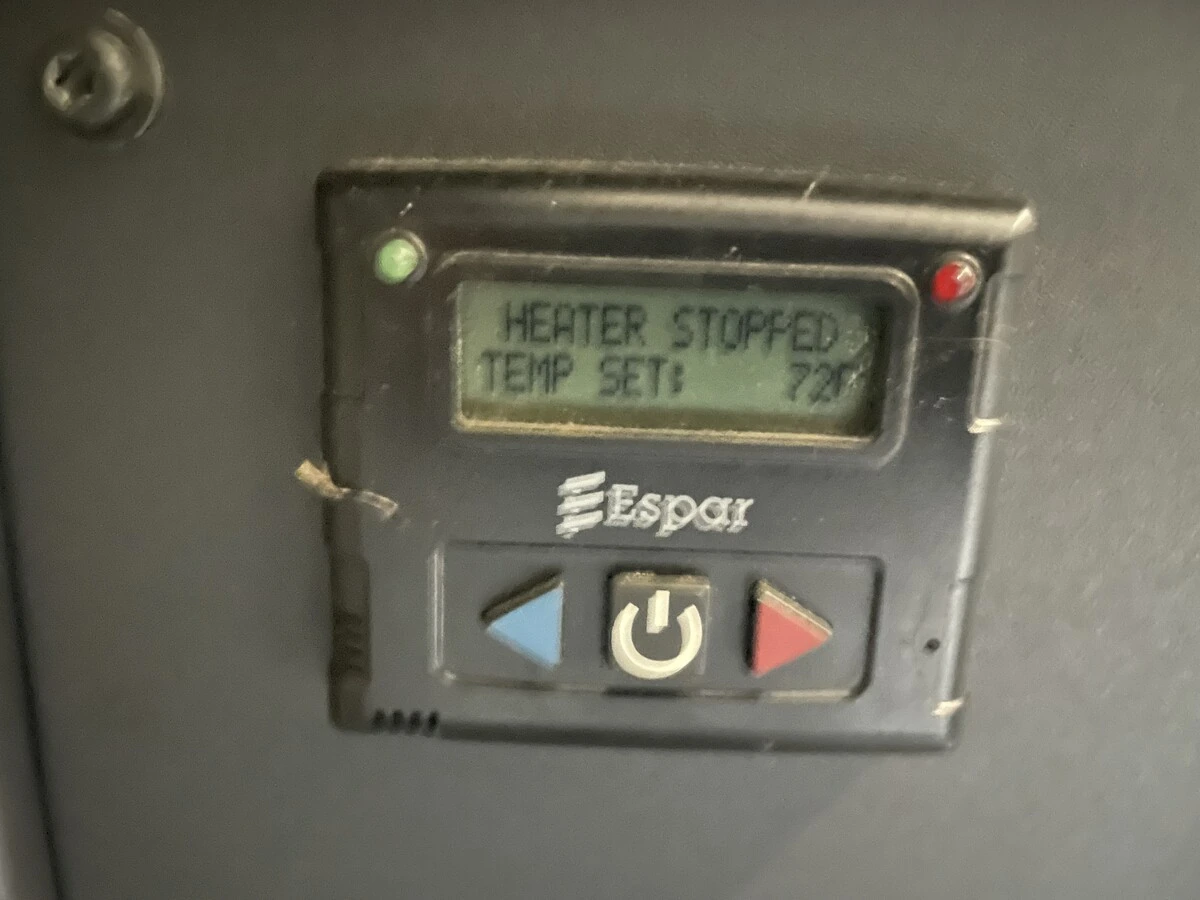 HEATER STOPPED
TEMP SET: 72F
Espar